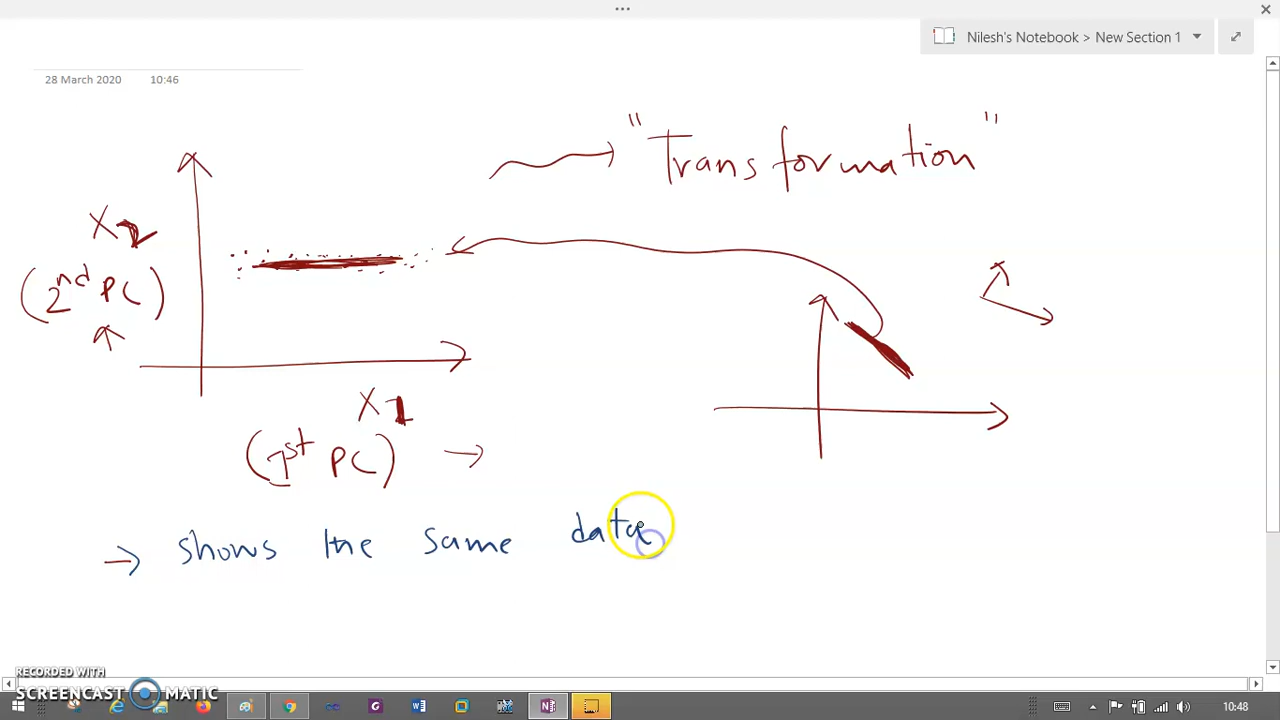 Nilesh's Notebook > New Section 1
28 March 2020 10:46
"Transformation"
X2
(2nd PC)
X1
(1st PC)
shows the same data
RECORDED WITH
SCREENCAST MATIC
10:48